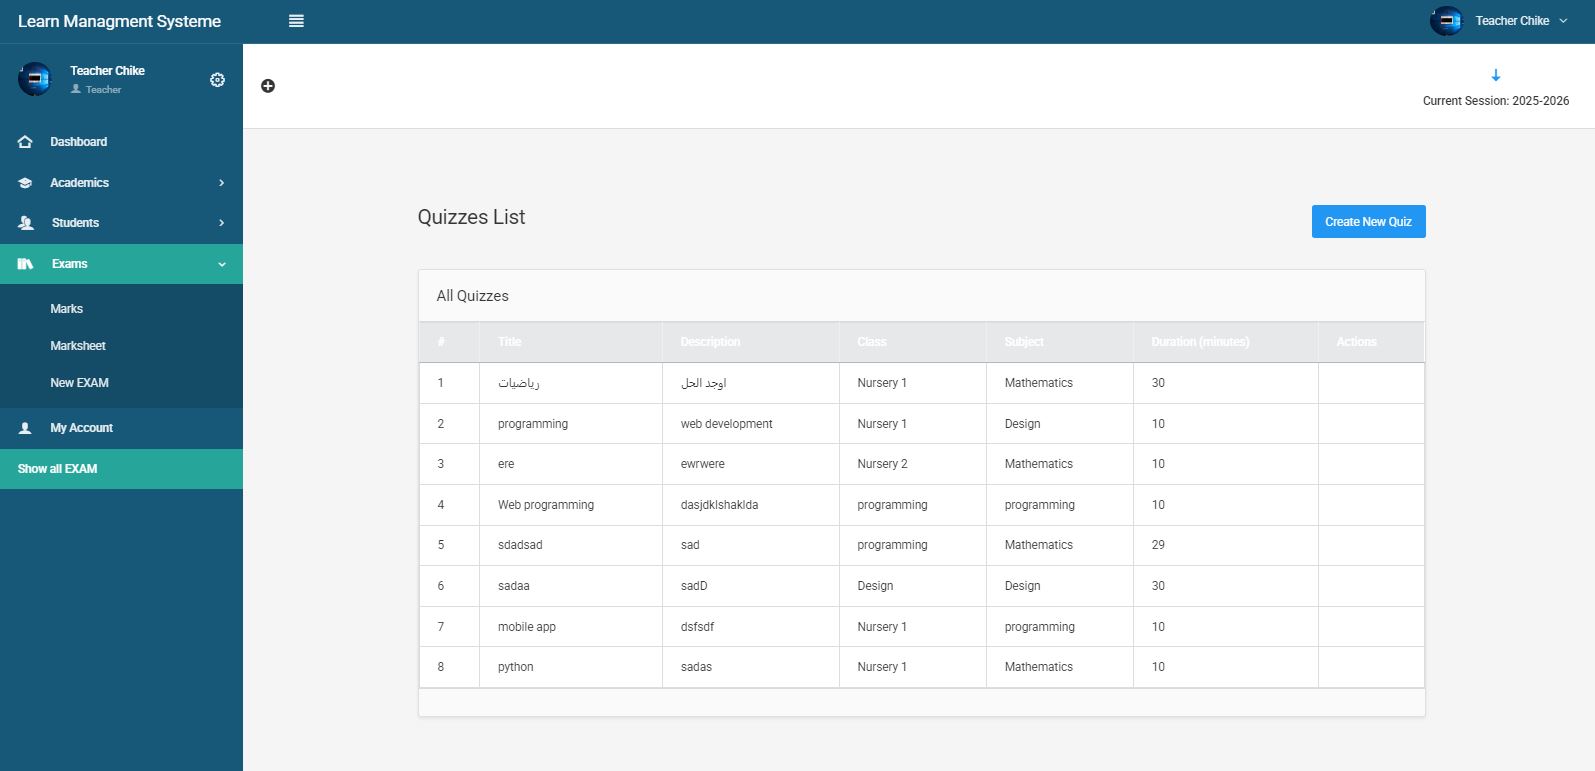 Learn Managment Systeme
Teacher Chike
Teacher Chike
Teacher
Current Session: 2025-2026
Dashboard
Academics
Students
Exams
Marks
Marksheet
New EXAM
My Account
Show all EXAM
Quizzes List
Create New Quiz
All Quizzes
# Title Description Class Subject Duration (minutes) Actions
1 رياضيات اوجد الحل Nursery 1 Mathematics 30
2 programming web development Nursery 1 Design 10
3 ere ewrwere Nursery 2 Mathematics 10
4 Web programming dasjdklshaklda programming programming 10
5 sdadsad sad programming Mathematics 29
6 sadaa sadD Design Design 30
7 mobile app dsfsdf Nursery 1 programming 10
8 python sadas Nursery 1 Mathematics 10